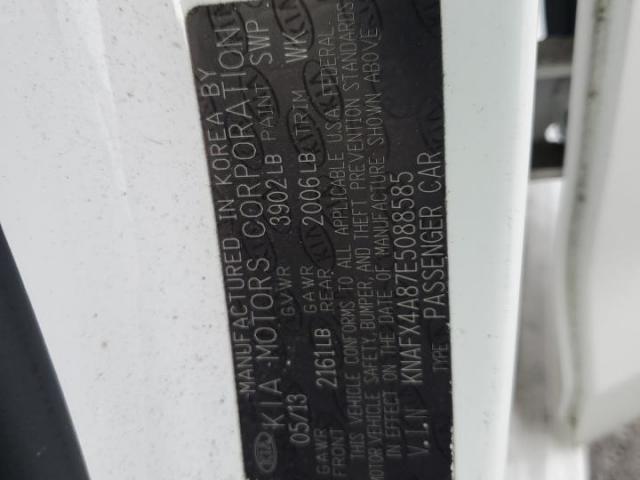 MANUFACTURED IN KOREA BY
KIA KIA MOTORS CORPORATION
05/13 GVWR 3902LB PAINT SWP
GAWR FRONT 2161LB GAWR REAR 2006LB TRIM WK
THIS VEHICLE CONFORMS TO ALL APPLICABLE U.S.A FEDERAL
MOTOR VEHICLE SAFETY, BUMPER, AND THEFT PREVENTION STANDARDS
IN EFFECT ON THE DATE OF MANUFACTURE SHOWN ABOVE
V.I.N KNAFX4A87E5088585
TYPE PASSENGER CAR